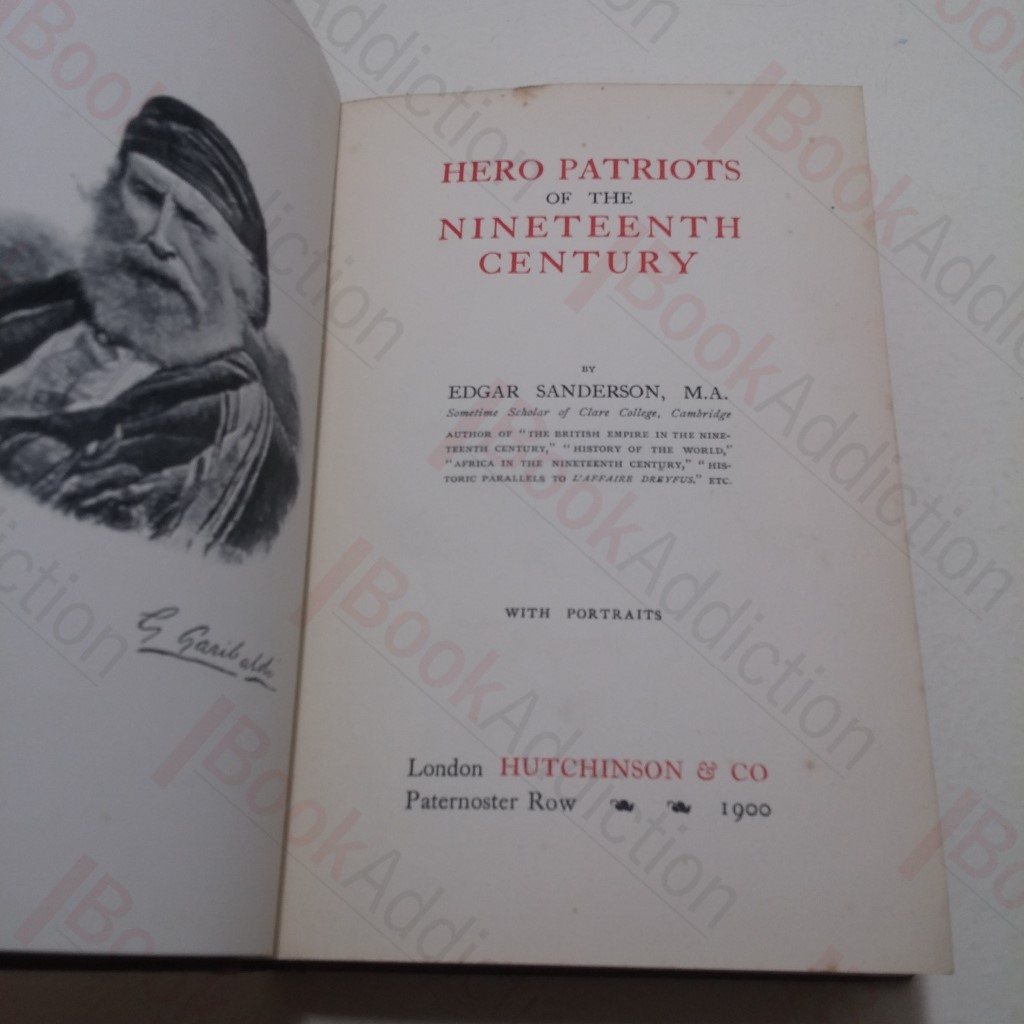 G Garibaldi
HERO PATRIOTS
OF THE
NINETEENTH
CENTURY
BY
EDGAR SANDERSON, M.A.
Sometime Scholar of Clare College, Cambridge
AUTHOR OF "THE BRITISH EMPIRE IN THE NINE-
TEENTH CENTURY," "HISTORY OF THE WORLD,"
"AFRICA IN THE NINETEENTH CENTURY," "HIS-
TORIC PARALLELS TO L'AFFAIRE DREYFUS," ETC.
WITH PORTRAITS
London HUTCHINSON & CO
Paternoster Row 1900
BookAddiction